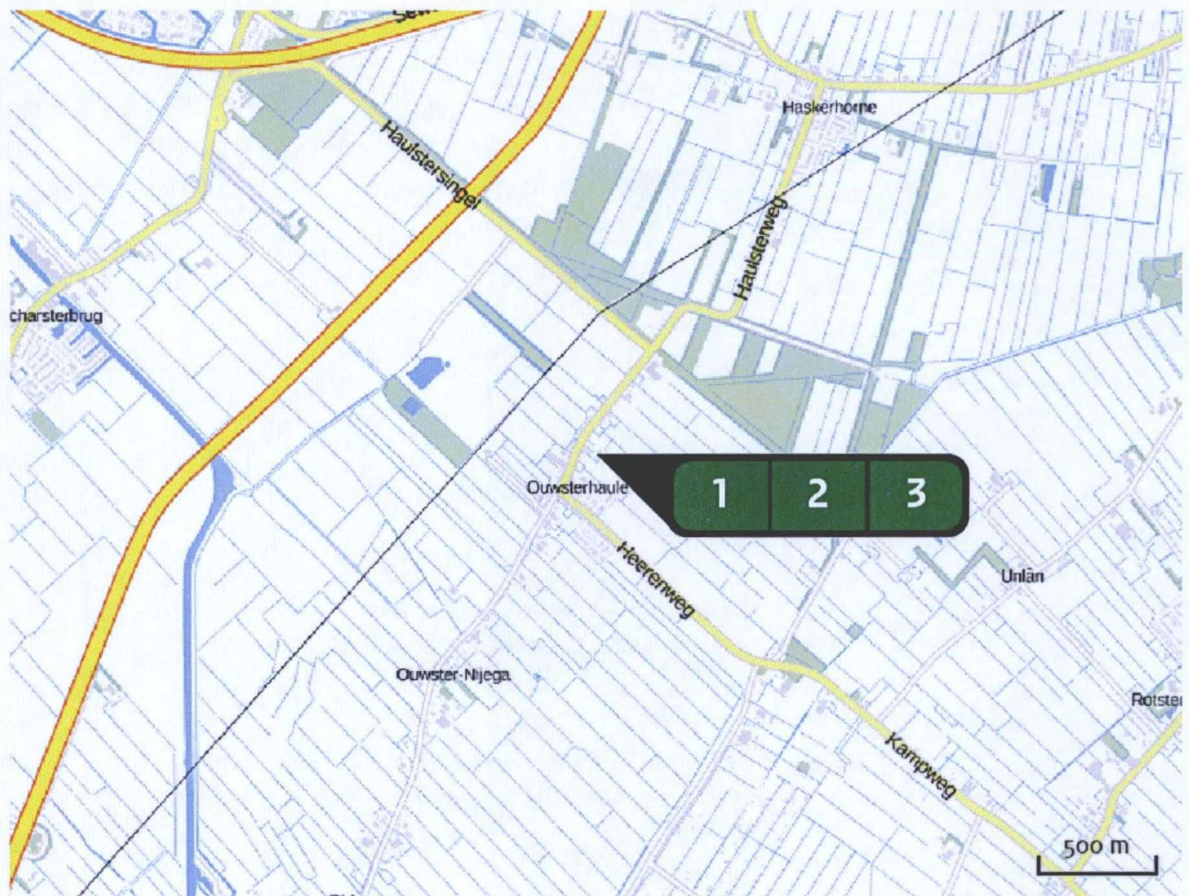 Haulstersingel
Haskerhorne
Haulsterweg
charsterbrug
1 2 3
Ouwsterhaule
Heerenweg
Unlân
Ouwster-Nijega
Rotster
Kampweg
500 m